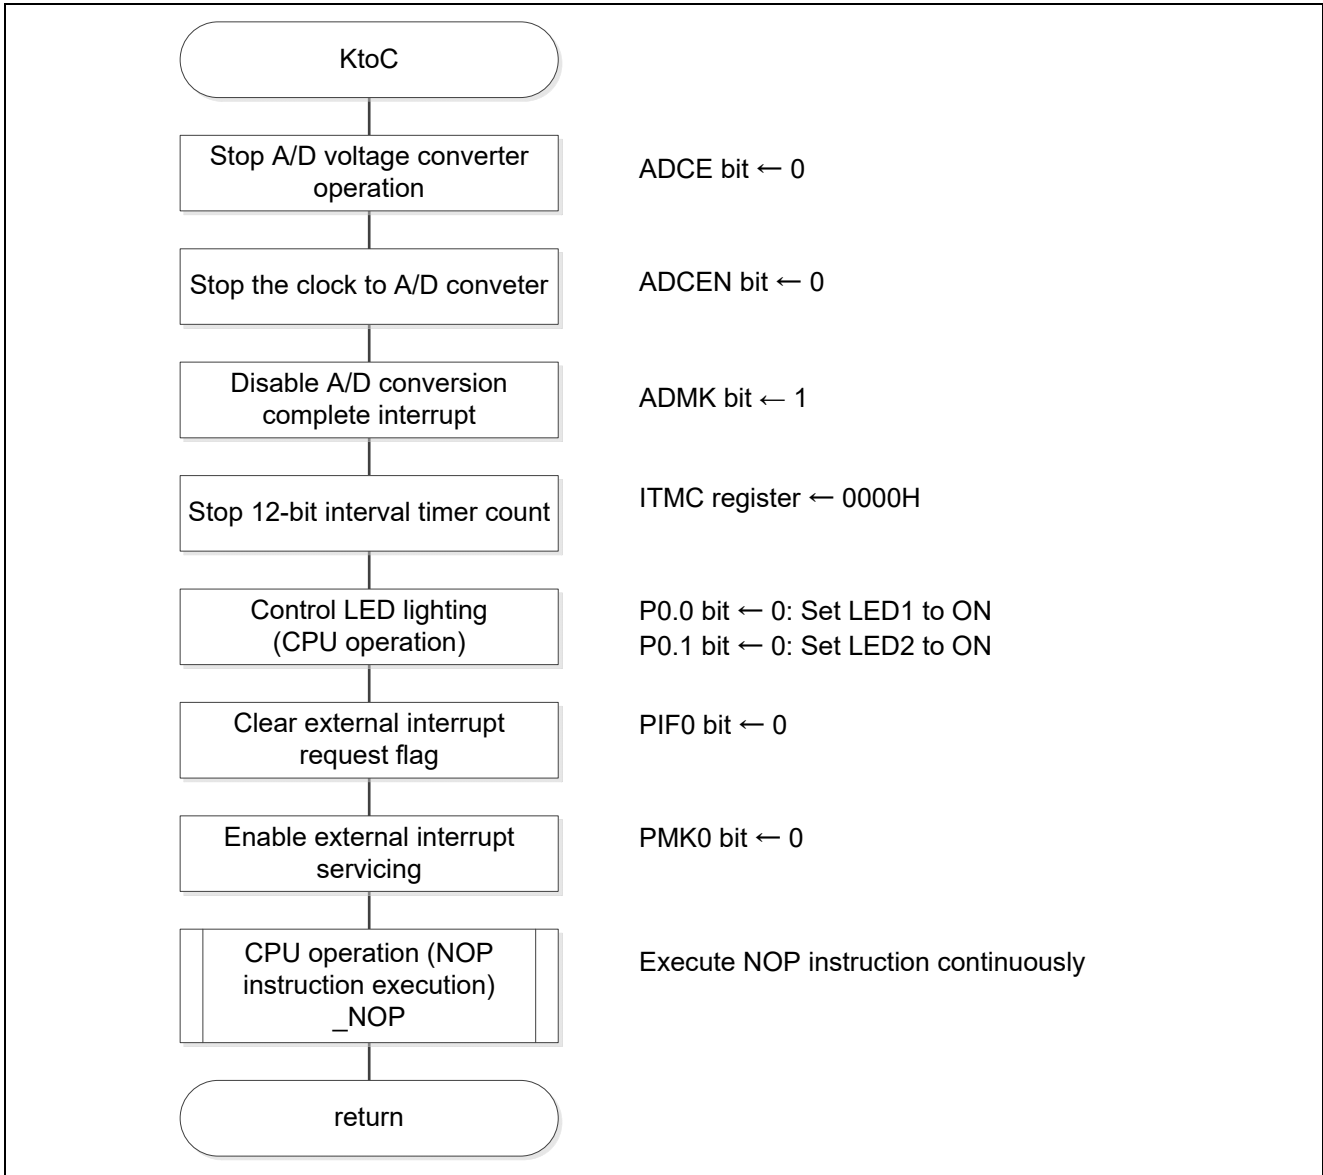 KtoC
Stop A/D voltage converter
operation
ADCE bit ← 0
Stop the clock to A/D conveter
ADCEN bit ← 0
Disable A/D conversion
complete interrupt
ADMK bit ← 1
Stop 12-bit interval timer count
ITMC register ← 0000H
Control LED lighting
(CPU operation)
P0.0 bit ← 0: Set LED1 to ON
P0.1 bit ← 0: Set LED2 to ON
Clear external interrupt
request flag
PIF0 bit ← 0
Enable external interrupt
servicing
PMK0 bit ← 0
CPU operation (NOP
instruction execution)
_NOP
Execute NOP instruction continuously
return